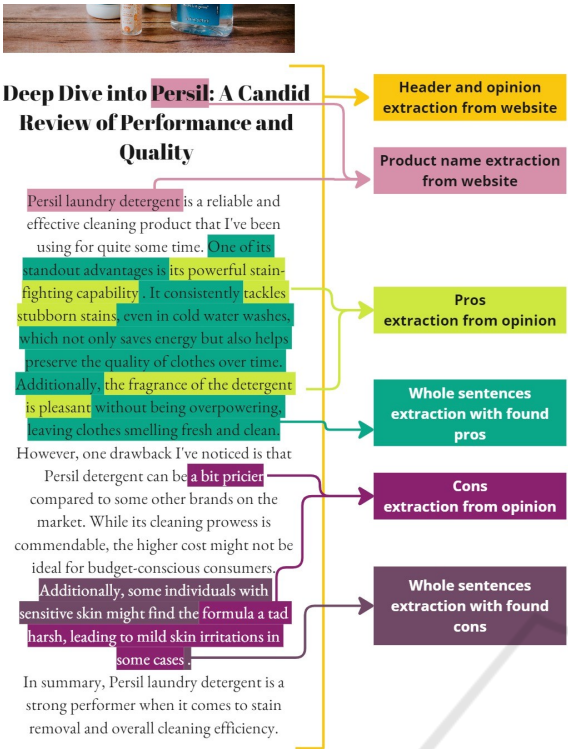 Deep Dive into Persil: A Candid
Review of Performance and
Quality
Persil laundry detergent is a reliable and
effective cleaning product that I've been
using for quite some time. One of its
standout advantages is its powerful stain-
fighting capability . It consistently tackles
stubborn stains, even in cold water washes,
which not only saves energy but also helps
preserve the quality of clothes over time.
Additionally, the fragrance of the detergent
is pleasant without being overpowering,
leaving clothes smelling fresh and clean.
However, one drawback I've noticed is that
Persil detergent can be a bit pricier
compared to some other brands on the
market. While its cleaning prowess is
commendable, the higher cost might not be
ideal for budget-conscious consumers.
Additionally, some individuals with
sensitive skin might find the formula a tad
harsh, leading to mild skin irritations in
some cases .
In summary, Persil laundry detergent is a
strong performer when it comes to stain
removal and overall cleaning efficiency.
Header and opinion
extraction from website
Product name extraction
from website
Pros
extraction from opinion
Whole sentences
extraction with found
pros
Cons
extraction from opinion
Whole sentences
extraction with found
cons